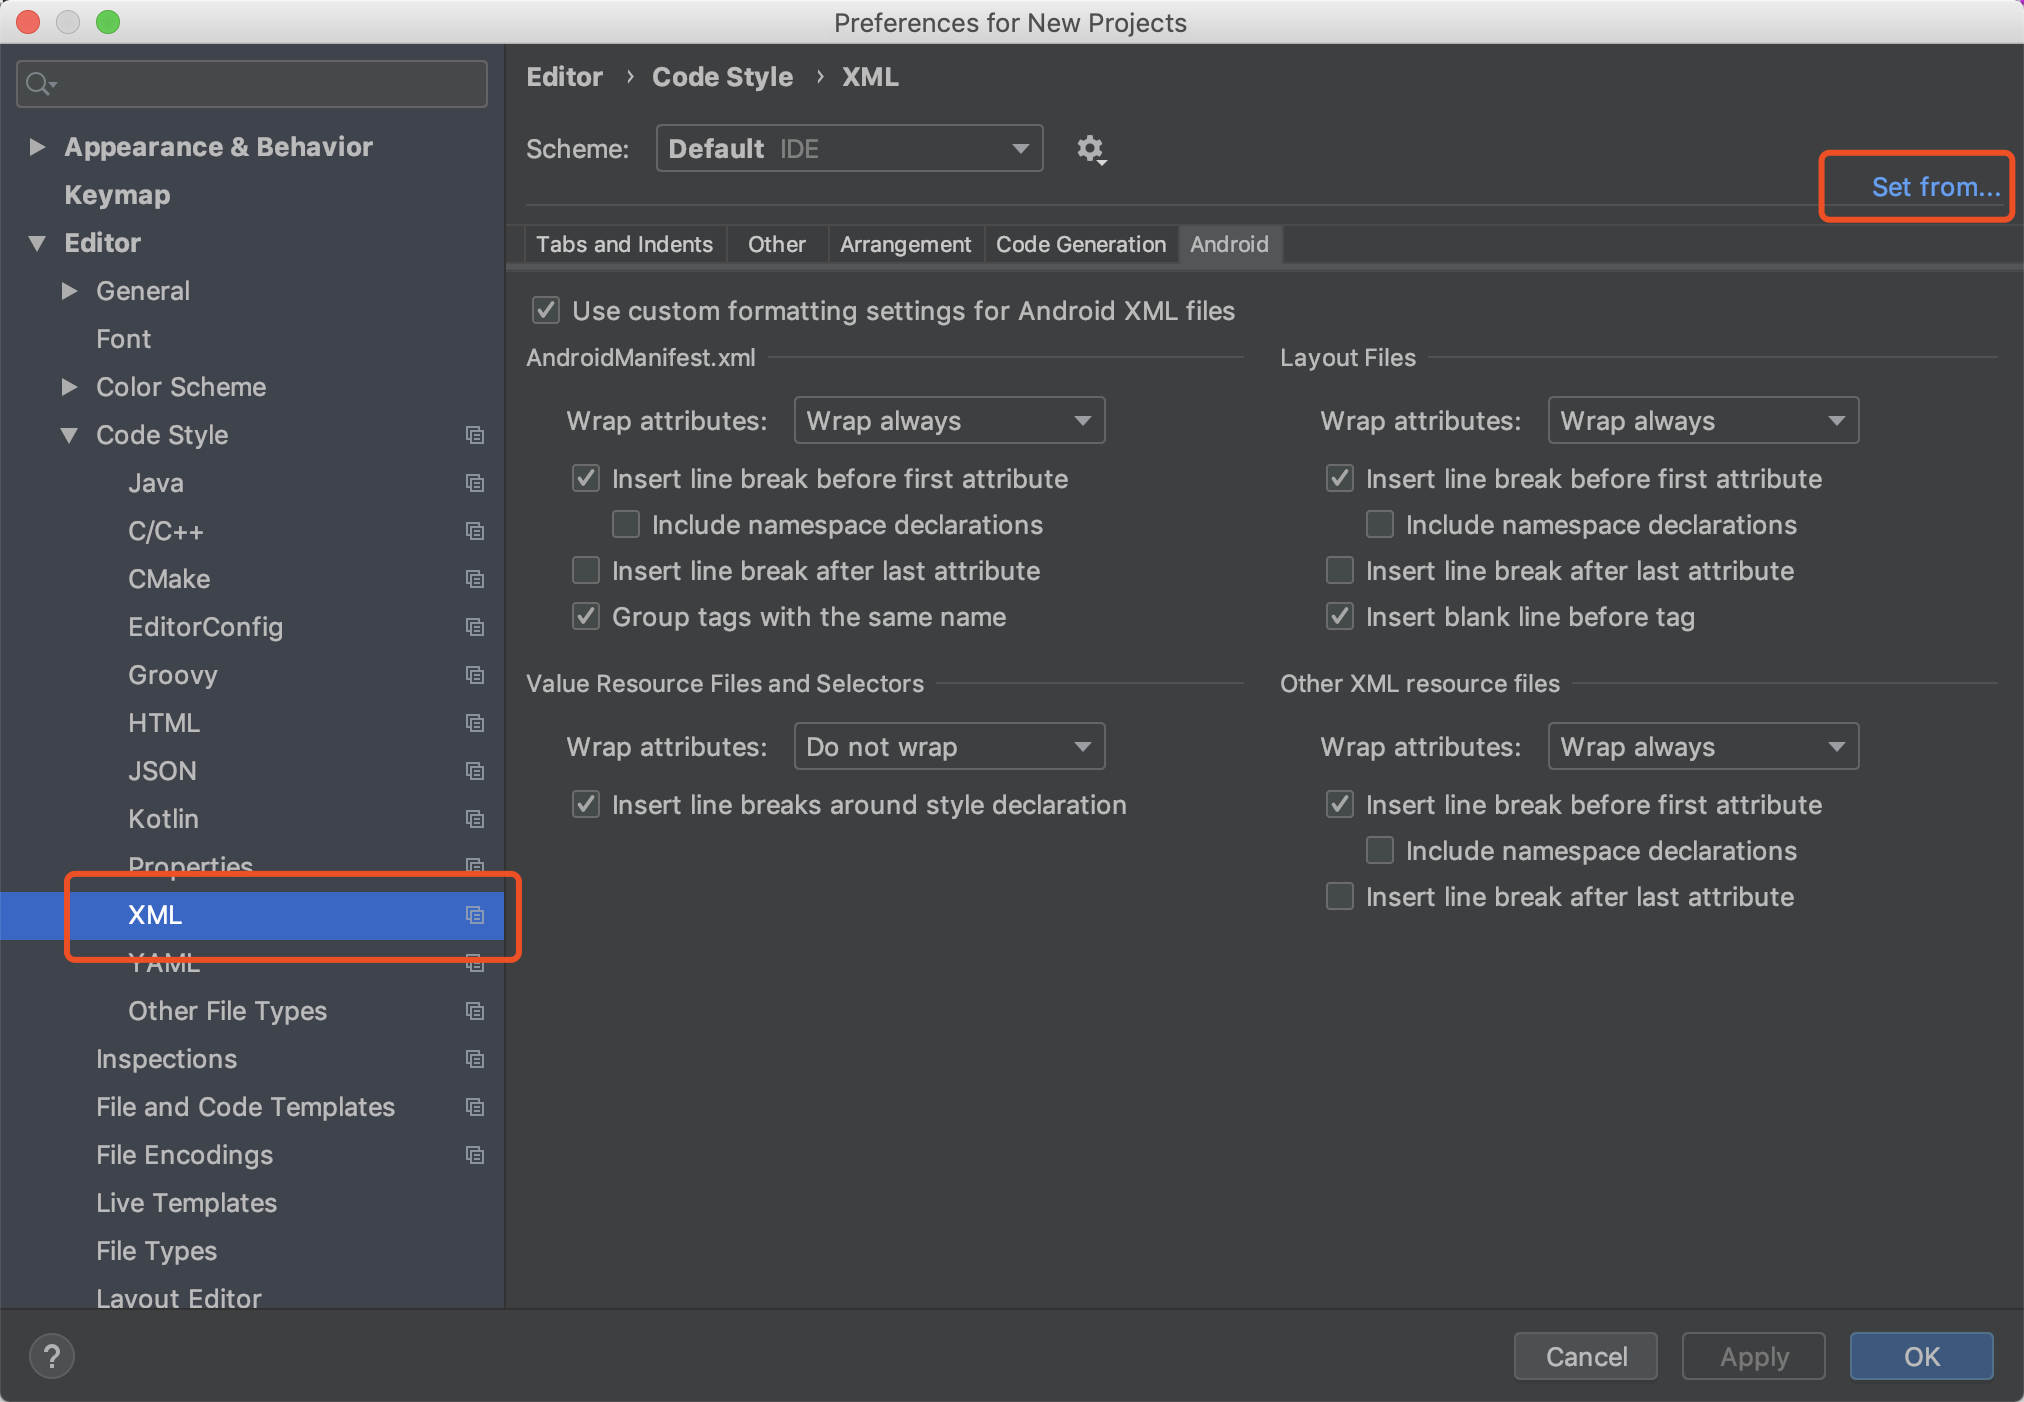 Preferences for New Projects
Appearance & Behavior
Keymap
Editor
General
Font
Color Scheme
Code Style
Java
C/C++
CMake
EditorConfig
Groovy
HTML
JSON
Kotlin
Properties
XML
YAML
Other File Types
Inspections
File and Code Templates
File Encodings
Live Templates
File Types
Layout Editor
Editor › Code Style › XML
Scheme: Default IDE
Set from...
Tabs and Indents Other Arrangement Code Generation Android
Use custom formatting settings for Android XML files
AndroidManifest.xml
Wrap attributes: Wrap always
Insert line break before first attribute
Include namespace declarations
Insert line break after last attribute
Group tags with the same name
Layout Files
Wrap attributes: Wrap always
Insert line break before first attribute
Include namespace declarations
Insert line break after last attribute
Insert blank line before tag
Value Resource Files and Selectors
Wrap attributes: Do not wrap
Insert line breaks around style declaration
Other XML resource files
Wrap attributes: Wrap always
Insert line break before first attribute
Include namespace declarations
Insert line break after last attribute
? Cancel Apply OK